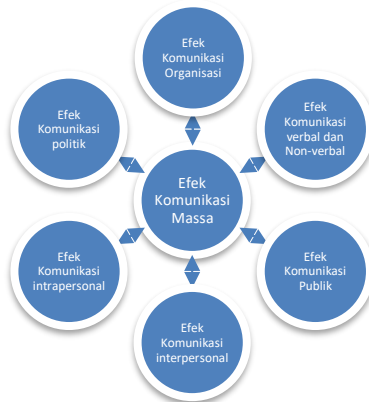 Efek
Komunikasi
Organisasi
Efek
Komunikasi
politik
Efek
Komunikasi
verbal dan
Non-verbal
Efek
Komunikasi
Massa
Efek
Komunikasi
intrapersonal
Efek
Komunikasi
Publik
Efek
Komunikasi
interpersonal